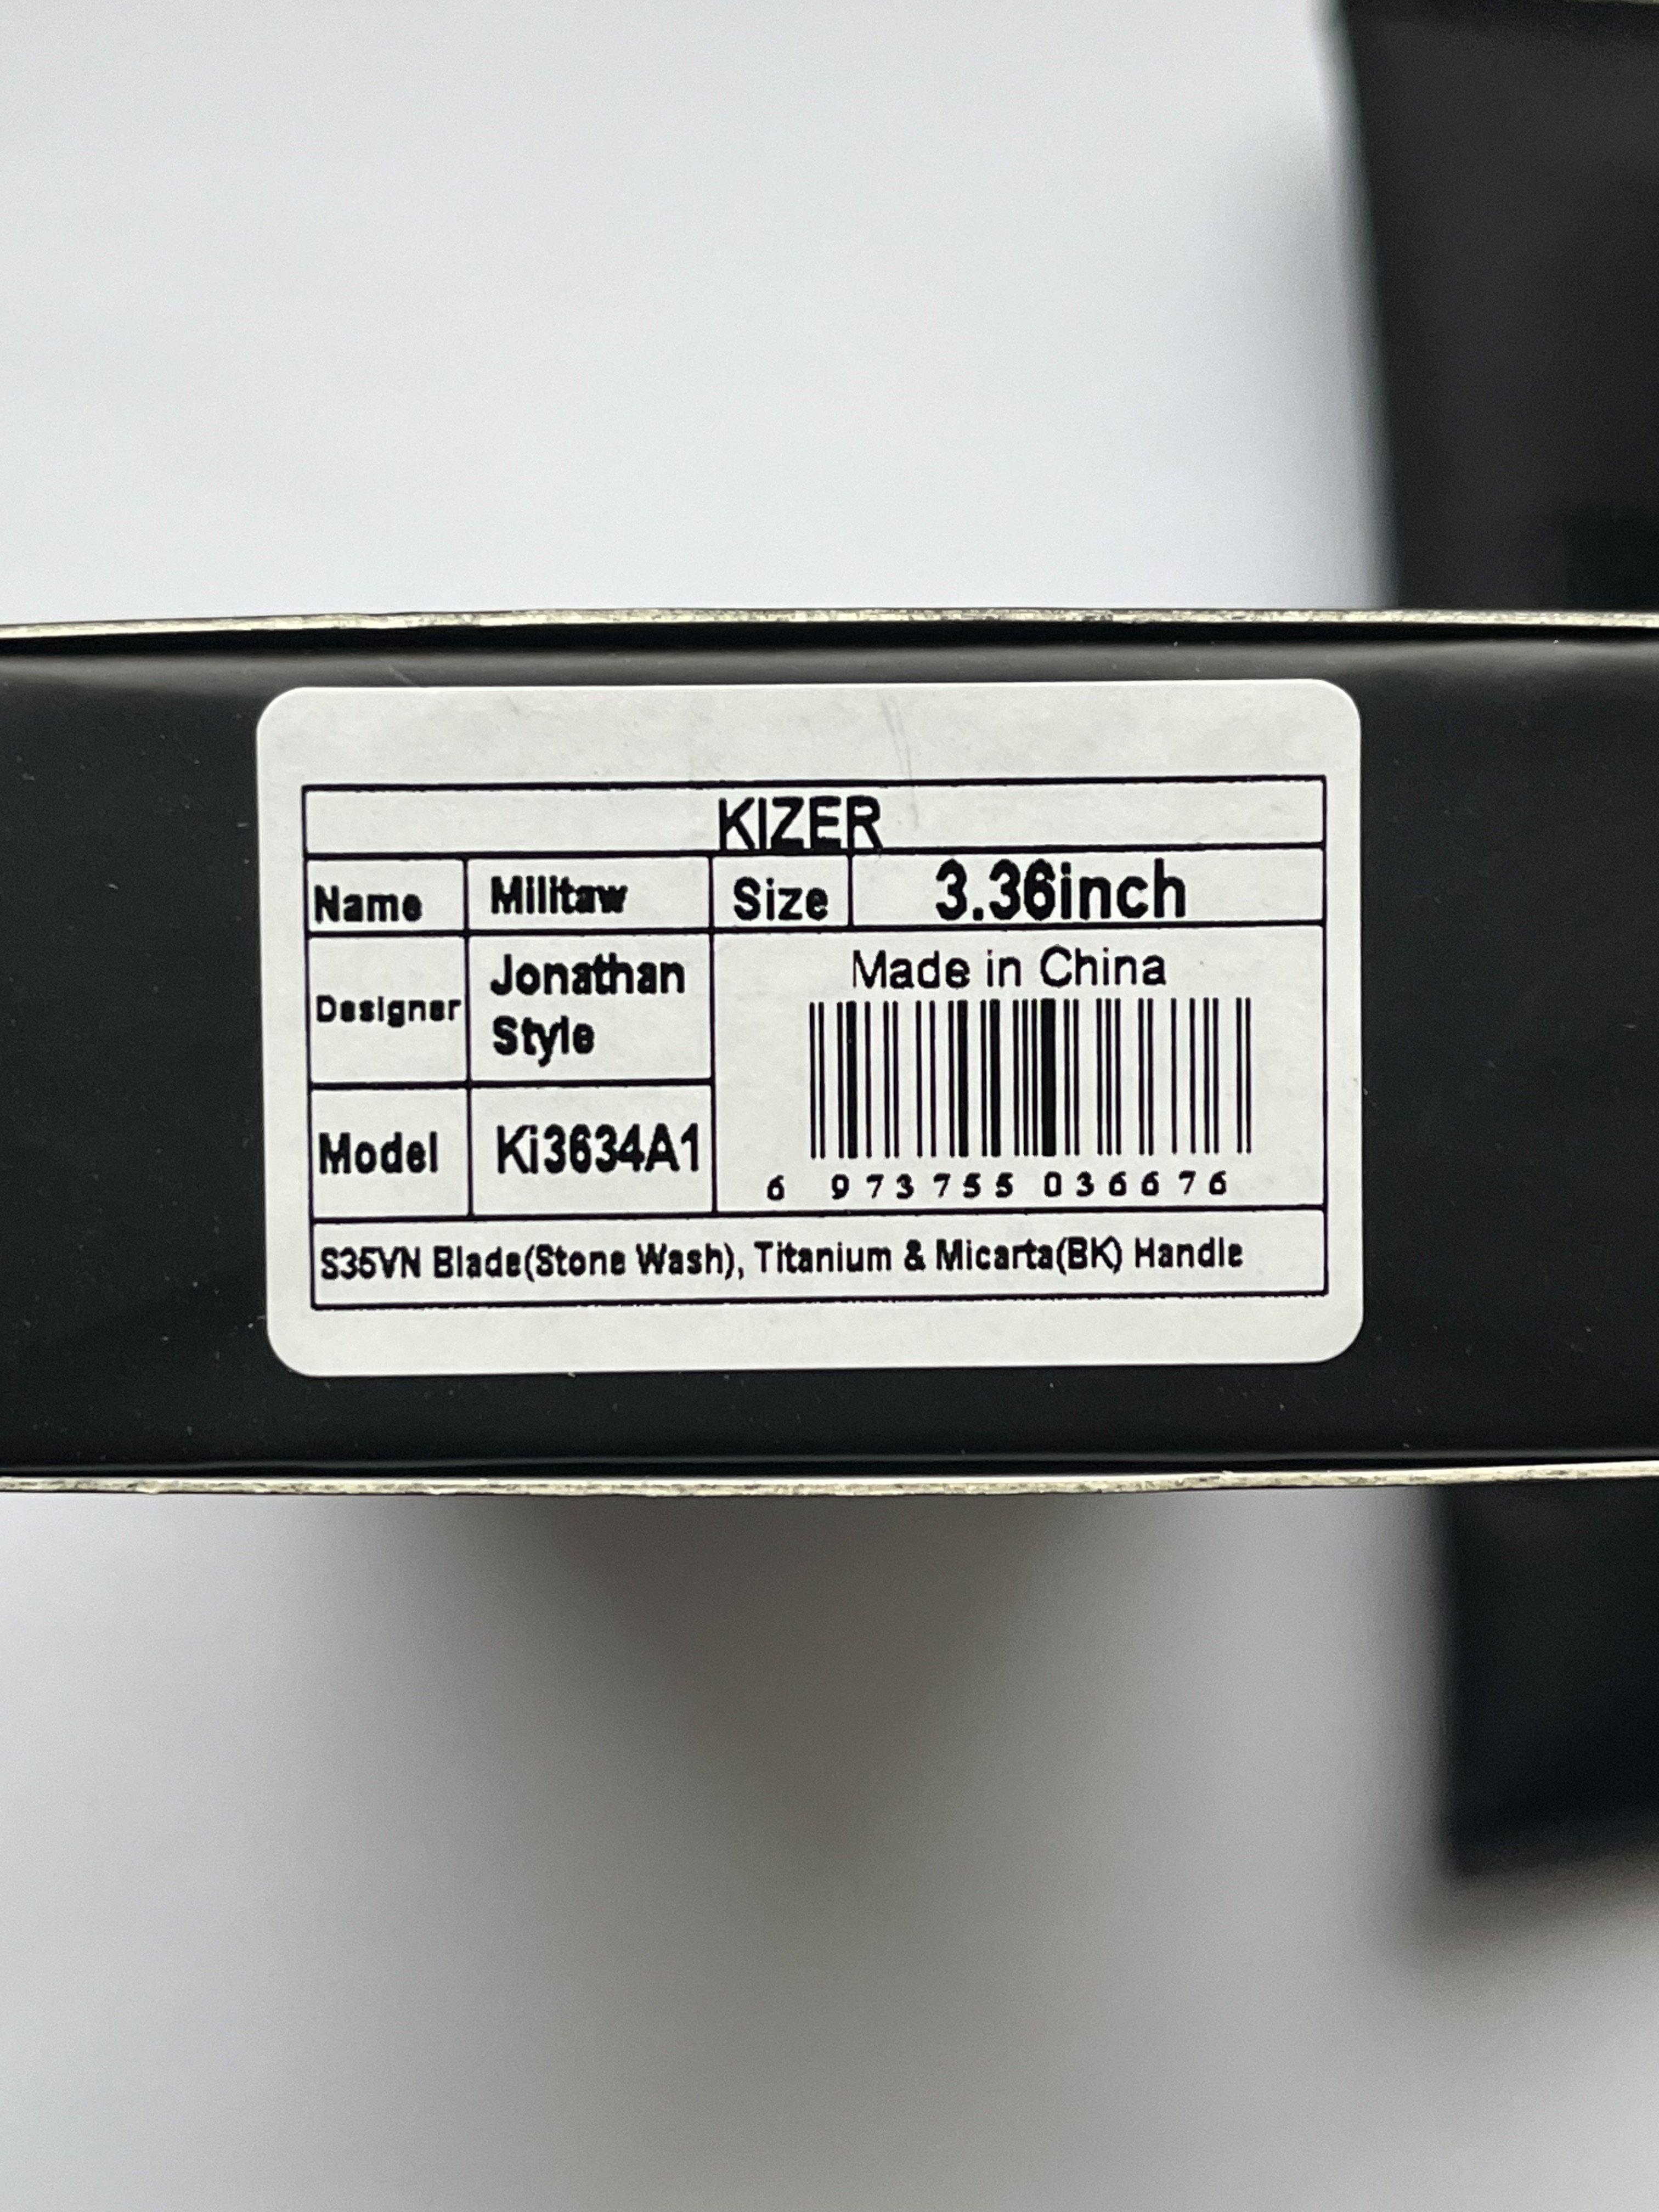 KIZER
Name Militaw Size 3.36inch
Designer Jonathan Style
Made in China
6 973755 036676
Model Ki3634A1
S35VN Blade(Stone Wash), Titanium & Micarta(BK) Handle